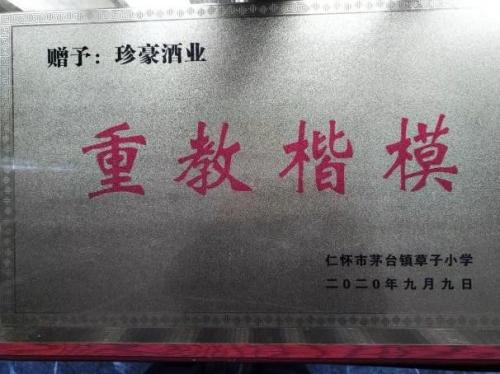 赠予：珍豪酒业
重教楷模
仁怀市茅台镇草子小学
二〇二〇年九月九日